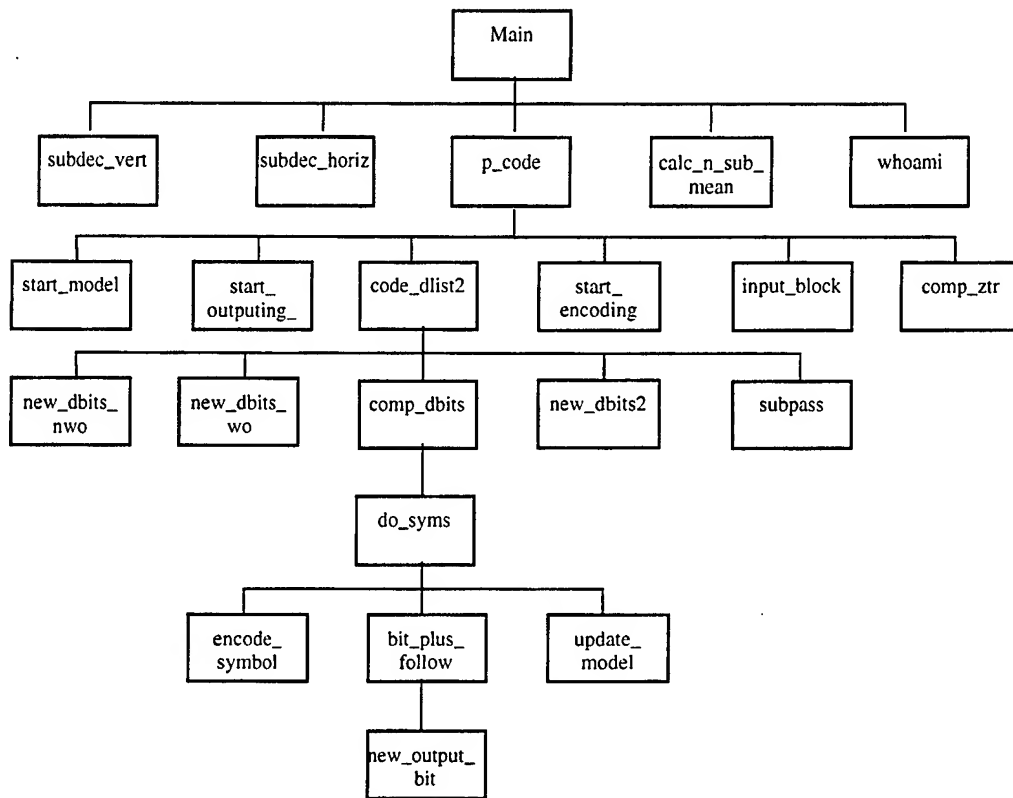 Main
subdec_vert
subdec_horiz
p_code
calc_n_sub_
mean
whoami
start_model
start_
outputing_
code_dlist2
start_
encoding
input_block
comp_ztr
new_dbits_
nwo
new_dbits_
wo
comp_dbits
new_dbits2
subpass
do_syms
encode_
symbol
bit_plus_
follow
update_
model
new_output_
bit